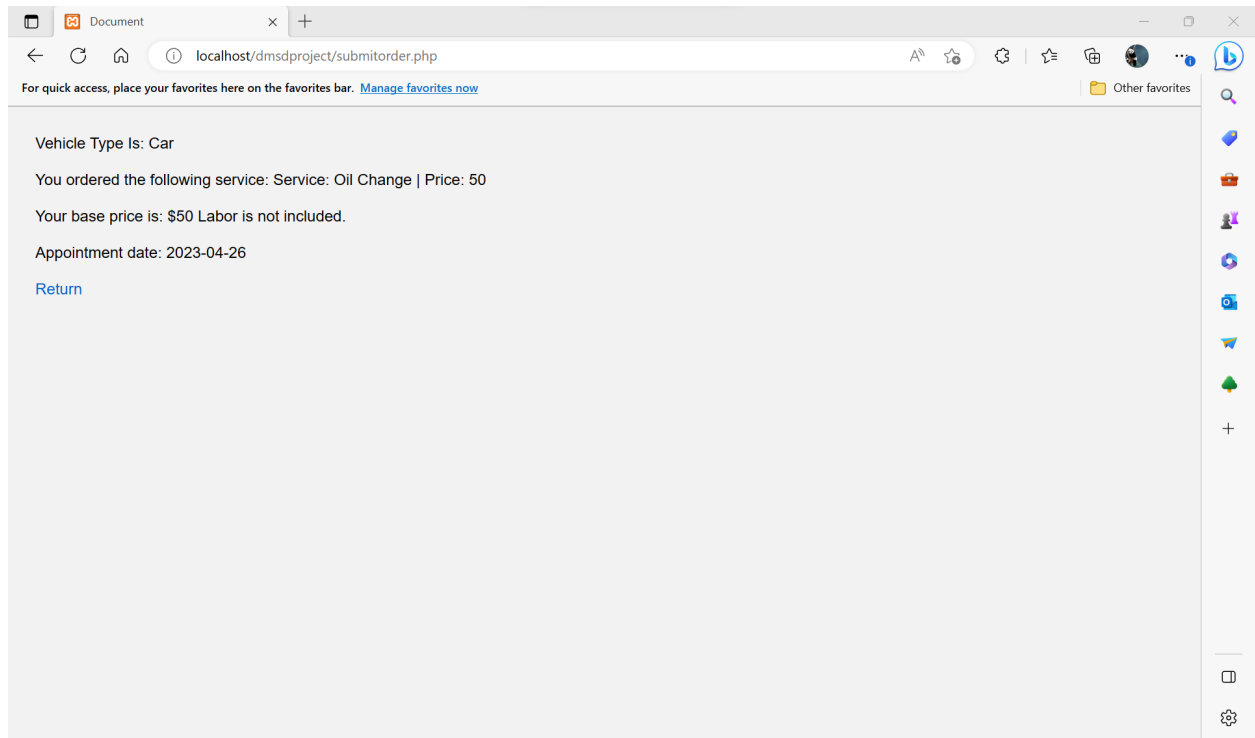 Document
localhost/dmsdproject/submitorder.php
For quick access, place your favorites here on the favorites bar. Manage favorites now
Other favorites
Vehicle Type Is: Car
You ordered the following service: Service: Oil Change | Price: 50
Your base price is: $50 Labor is not included.
Appointment date: 2023-04-26
Return